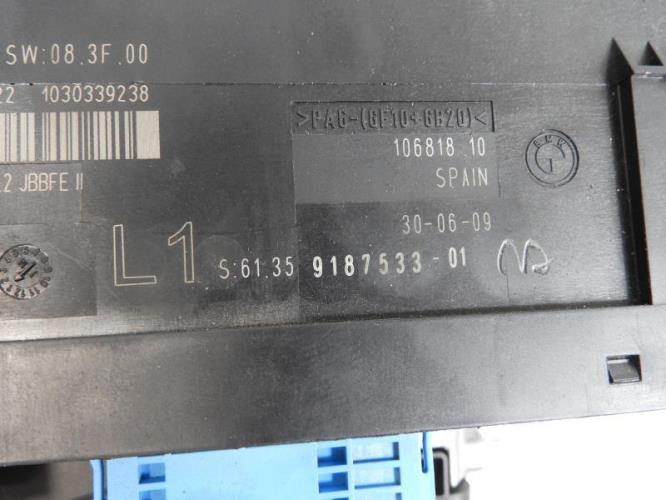 SW:08.3F.00
22 1030339238
>PA6-(GF10+GB20)<
106818.10
SPAIN
.2 JBBFE II
30-06-09
L1
S:61.35 9187533-01